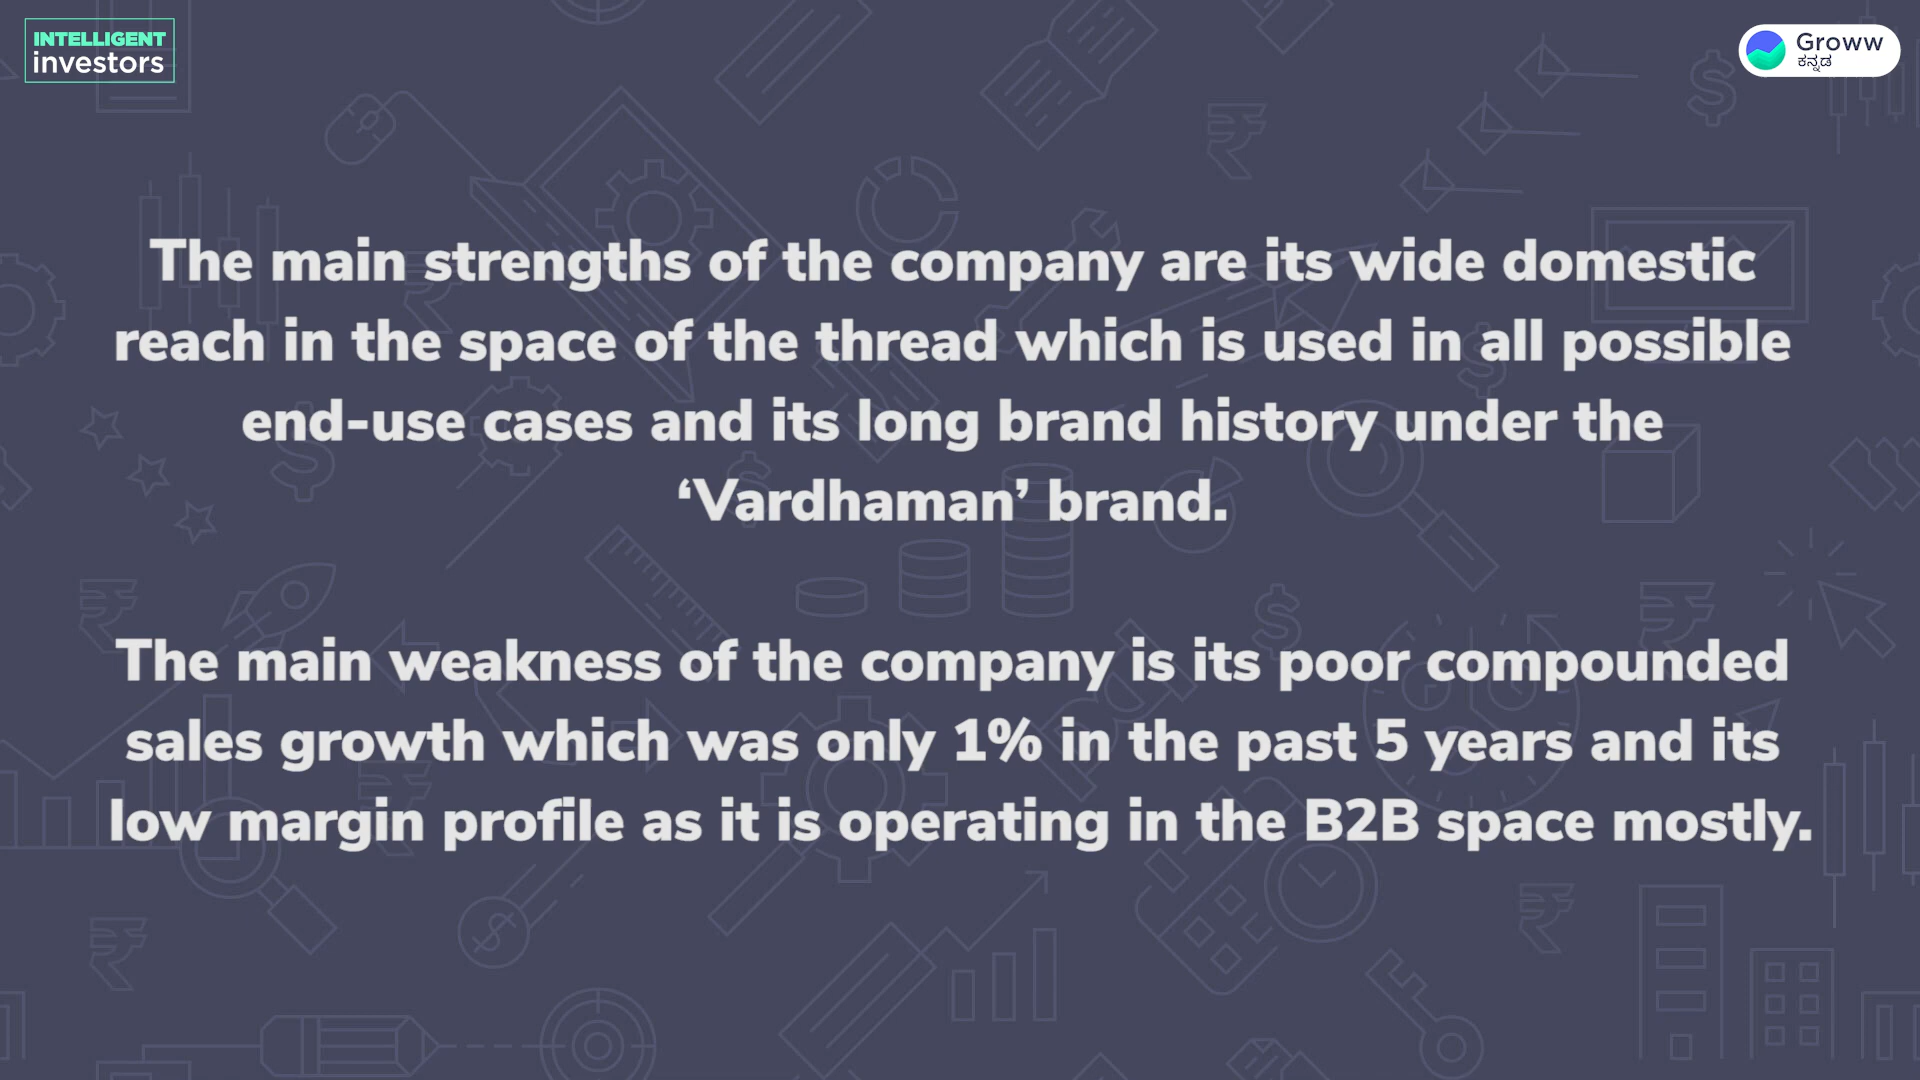 INTELLIGENT
investors
Groww
ಕನ್ನಡ
The main strengths of the company are its wide domestic
reach in the space of the thread which is used in all possible
end-use cases and its long brand history under the
‘Vardhaman’ brand.
The main weakness of the company is its poor compounded
sales growth which was only 1% in the past 5 years and its
low margin profile as it is operating in the B2B space mostly.